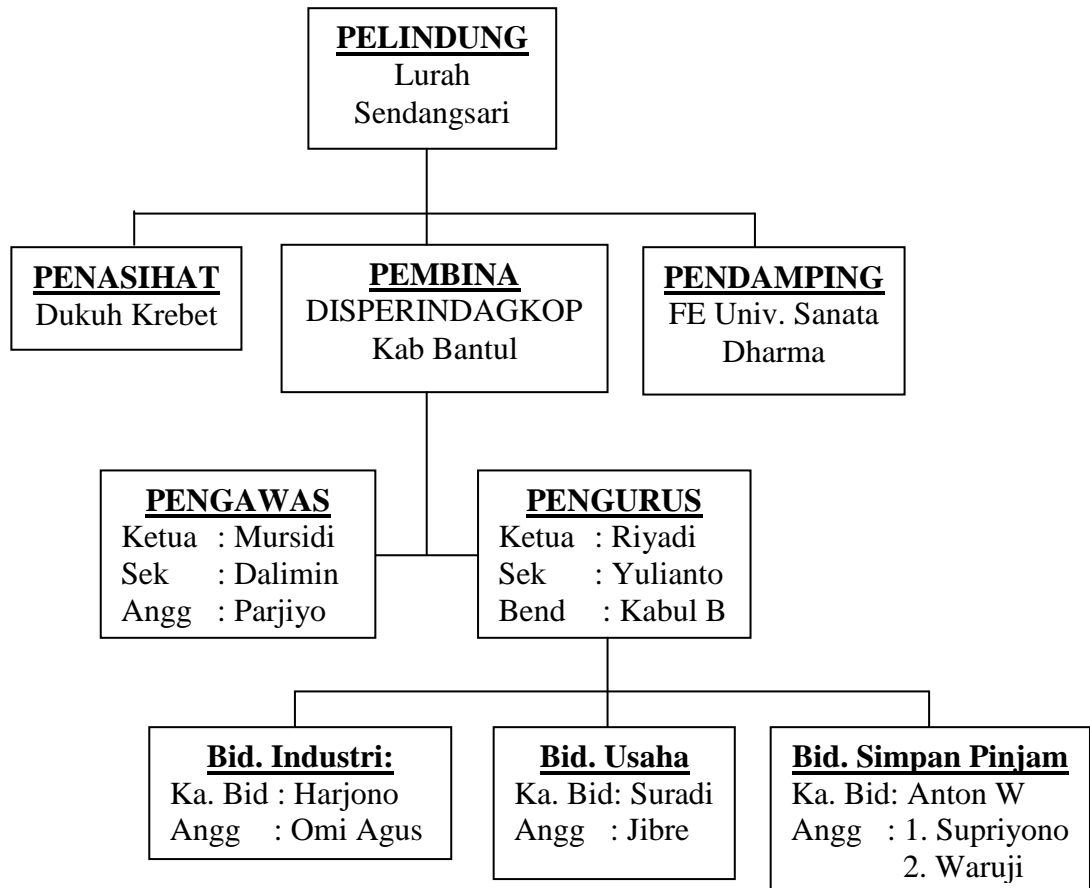 PELINDUNG
Lurah
Sendangsari
PENASIHAT
Dukuh Krebet
PEMBINA
DISPERINDAGKOP
Kab Bantul
PENDAMPING
FE Univ. Sanata
Dharma
PENGAWAS
Ketua : Mursidi
Sek : Dalimin
Angg : Parjiyo
PENGURUS
Ketua : Riyadi
Sek : Yulianto
Bend : Kabul B
Bid. Industri:
Ka. Bid : Harjono
Angg : Omi Agus
Bid. Usaha
Ka. Bid: Suradi
Angg : Jibre
Bid. Simpan Pinjam
Ka. Bid: Anton W
Angg : 1. Supriyono
2. Waruji